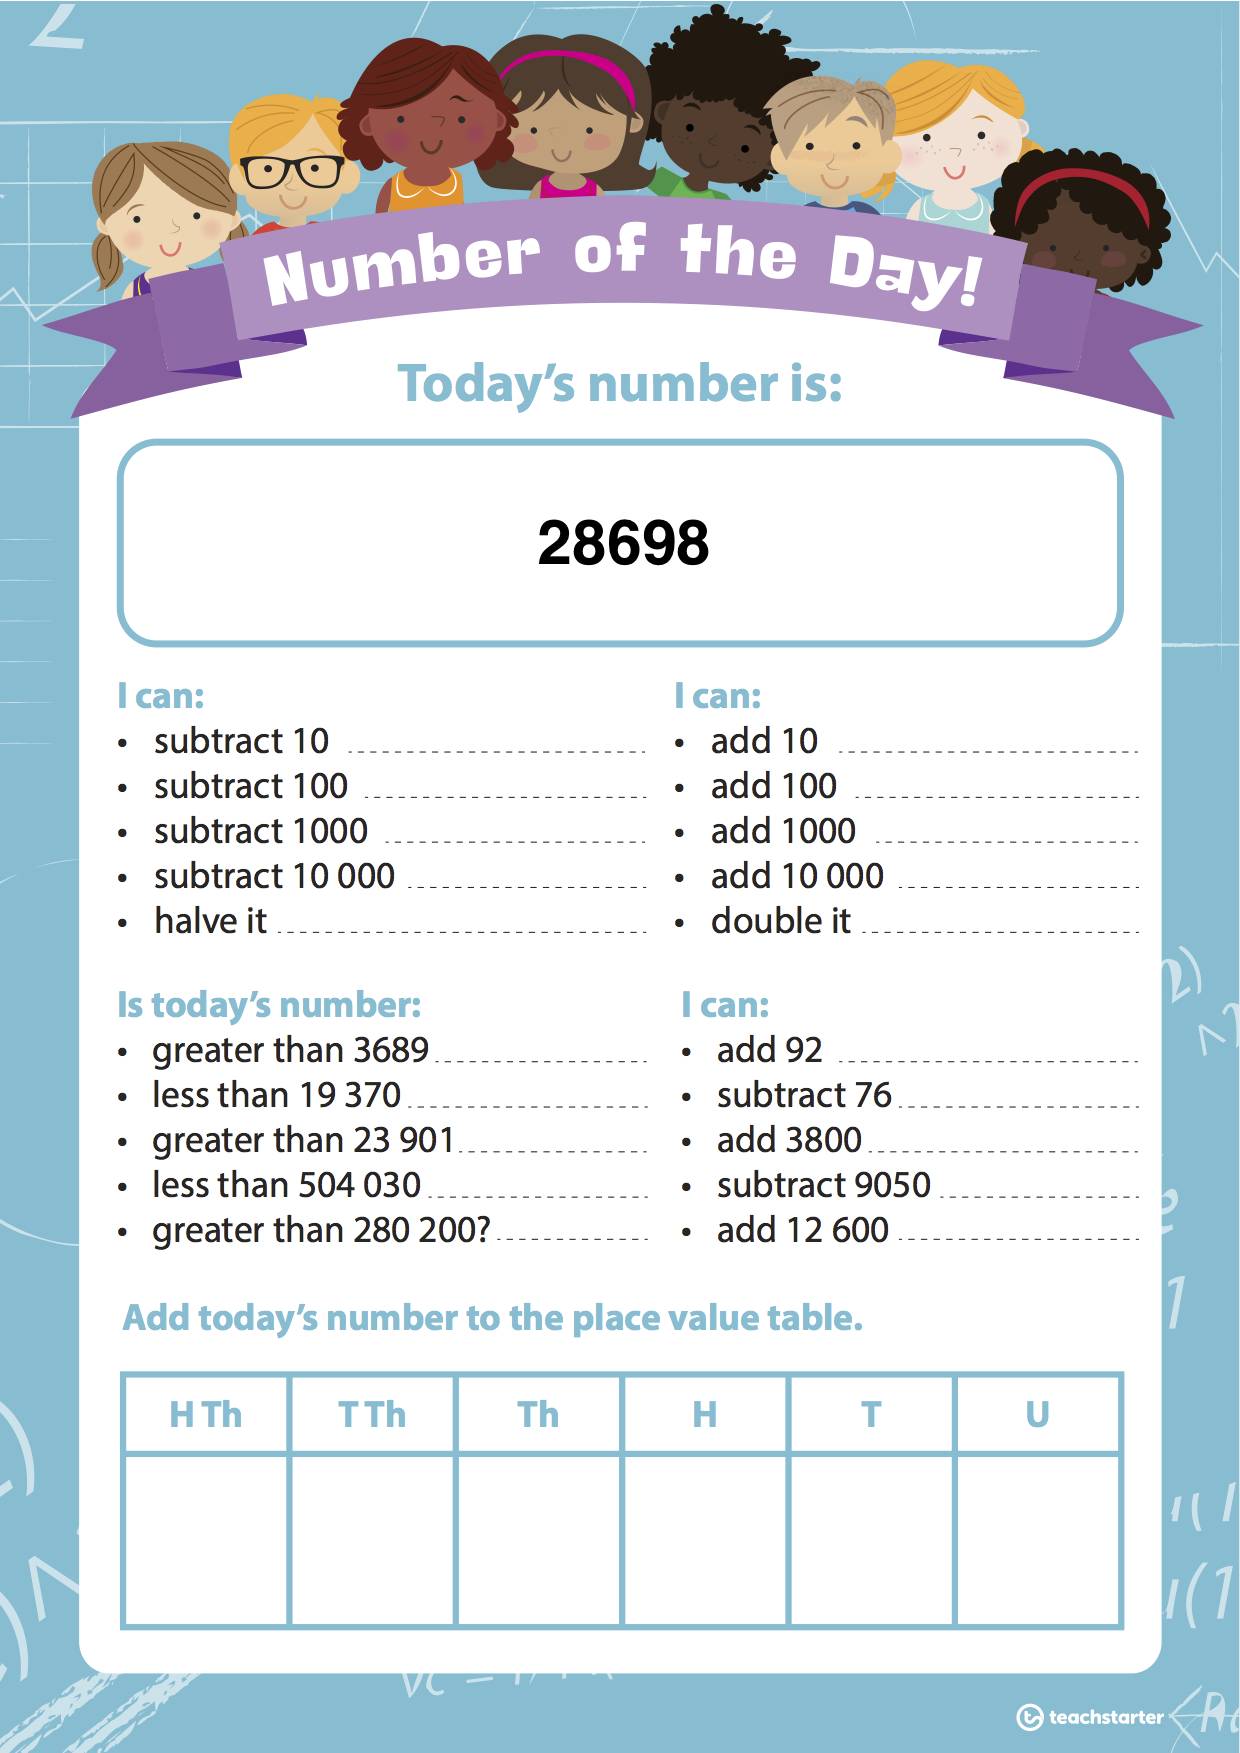 Number of the Day!
Today's number is:
28698
I can:
• subtract 10
• subtract 100
• subtract 1000
• subtract 10 000
• halve it
I can:
• add 10
• add 100
• add 1000
• add 10 000
• double it
Is today's number:
• greater than 3689
• less than 19 370
• greater than 23 901
• less than 504 030
• greater than 280 200?
I can:
• add 92
• subtract 76
• add 3800
• subtract 9050
• add 12 600
Add today's number to the place value table.
H Th T Th Th H T U
teachstarter